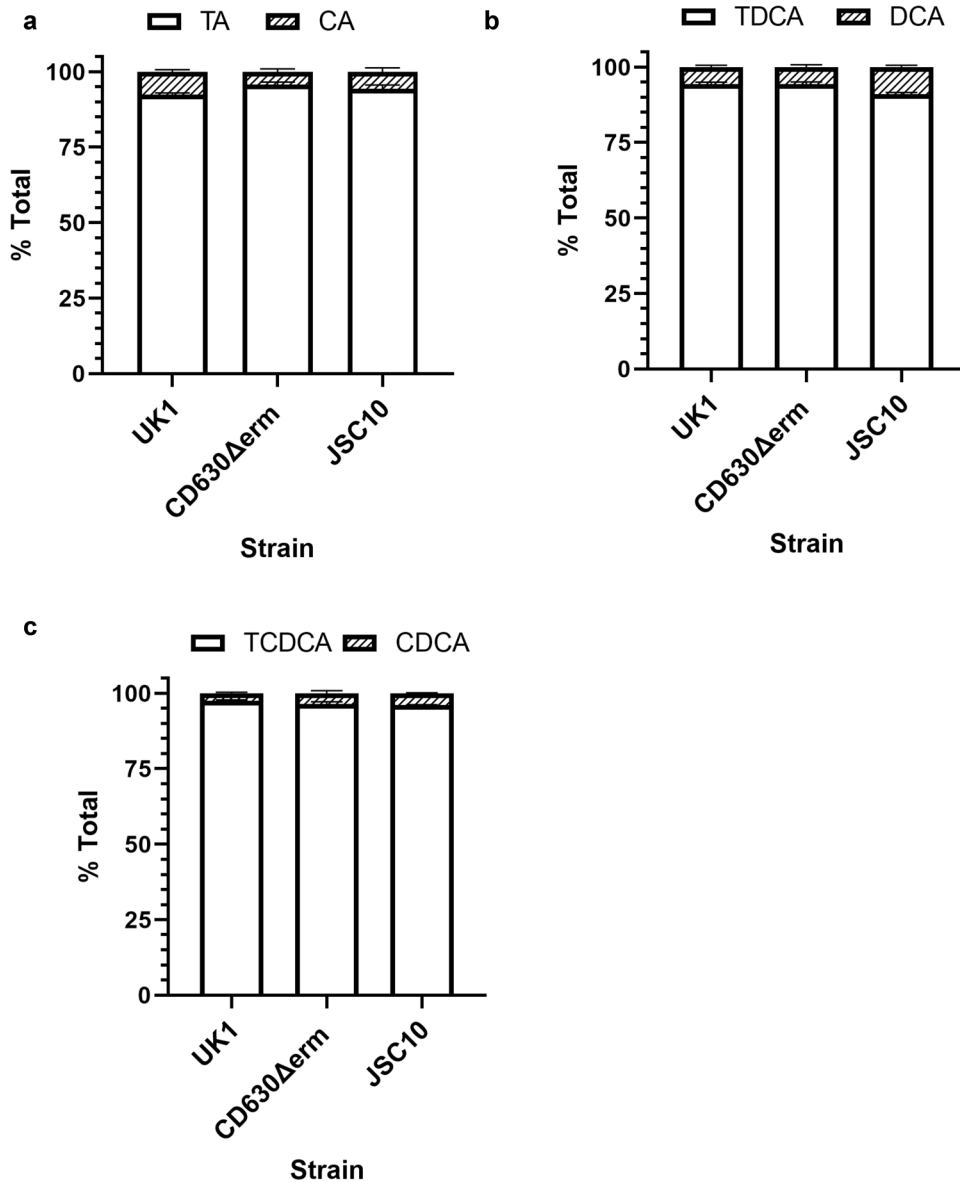 a
TA CA
% Total
100
75
50
25
0
UK1
CD630Δerm
JSC10
Strain
b
TDCA DCA
% Total
100
75
50
25
0
UK1
CD630Δerm
JSC10
Strain
c
TCDCA CDCA
% Total
100
75
50
25
0
UK1
CD630Δerm
JSC10
Strain